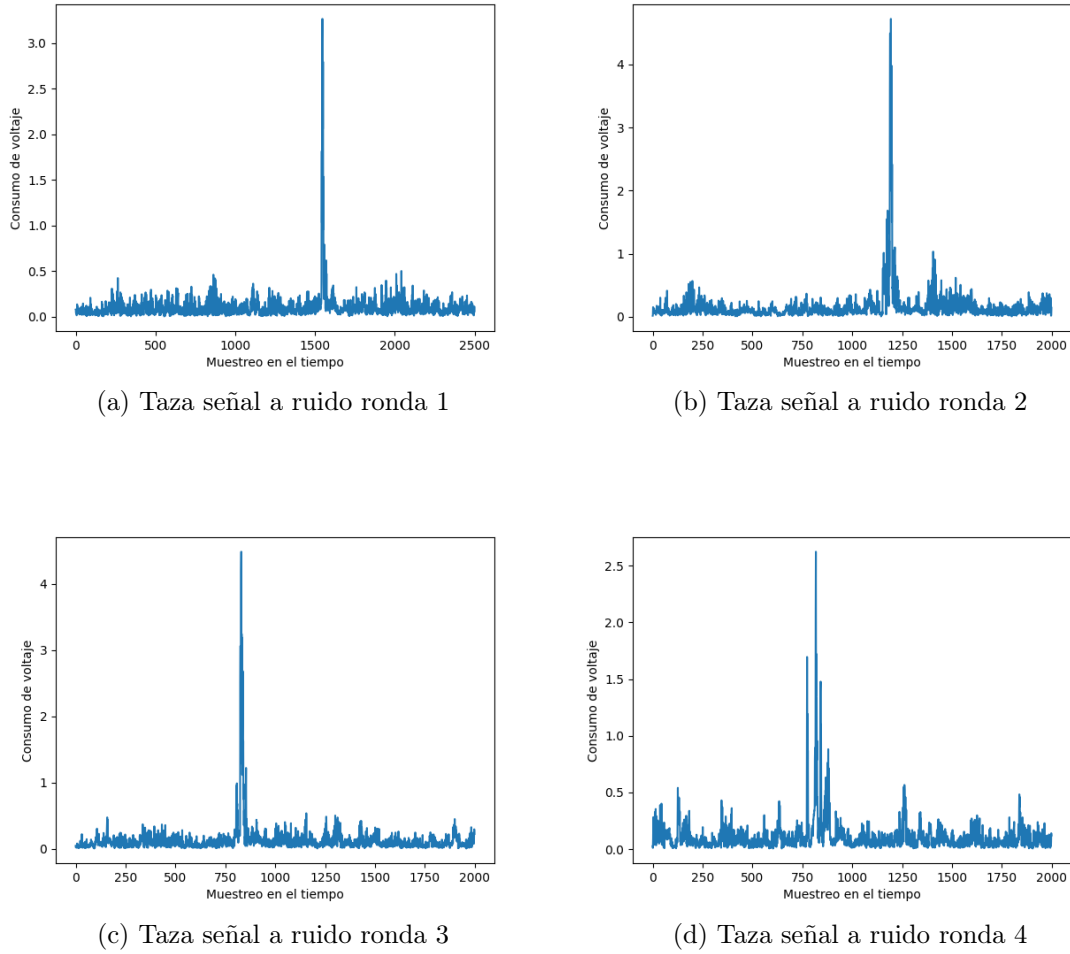 3.0
2.5
2.0
1.5
1.0
0.5
0.0
Consumo de voltaje
0 500 1000 1500 2000 2500
Muestreo en el tiempo
(a) Taza señal a ruido ronda 1
4
3
2
1
0
Consumo de voltaje
0 250 500 750 1000 1250 1500 1750 2000
Muestreo en el tiempo
(b) Taza señal a ruido ronda 2
4
3
2
1
0
Consumo de voltaje
0 250 500 750 1000 1250 1500 1750 2000
Muestreo en el tiempo
(c) Taza señal a ruido ronda 3
2.5
2.0
1.5
1.0
0.5
0.0
Consumo de voltaje
0 250 500 750 1000 1250 1500 1750 2000
Muestreo en el tiempo
(d) Taza señal a ruido ronda 4